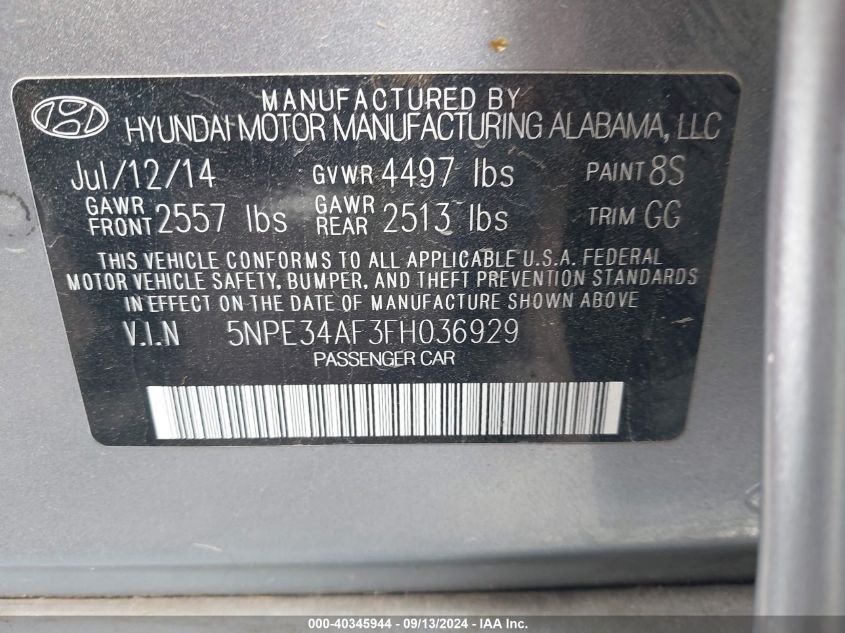 MANUFACTURED BY
HYUNDAI MOTOR MANUFACTURING ALABAMA, LLC
Jul/12/14 GVWR 4497 lbs PAINT 8S
GAWR FRONT 2557 lbs GAWR REAR 2513 lbs TRIM GG
THIS VEHICLE CONFORMS TO ALL APPLICABLE U.S.A. FEDERAL
MOTOR VEHICLE SAFETY, BUMPER, AND THEFT PREVENTION STANDARDS
IN EFFECT ON THE DATE OF MANUFACTURE SHOWN ABOVE.
V.I.N 5NPE34AF3FH036929
PASSENGER CAR
000-40345944 - 09/13/2024 - IAA Inc.